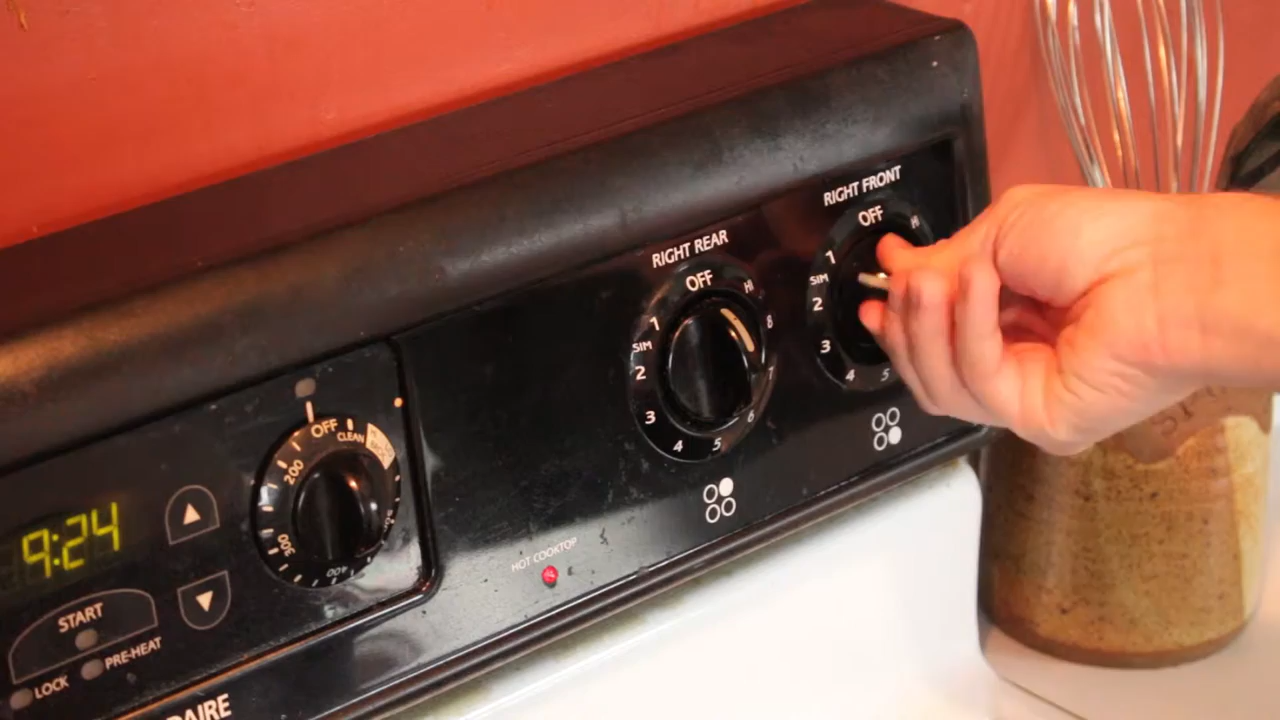 9:24
START
LOCK
PRE-HEAT
DAIRE
OFF
CLEAN
200
300
400
HOT COOKTOP
RIGHT REAR
OFF
HI
1
SIM
2
3
4
5
6
7
8
RIGHT FRONT
OFF
HI
1
SIM
2
3
4
5